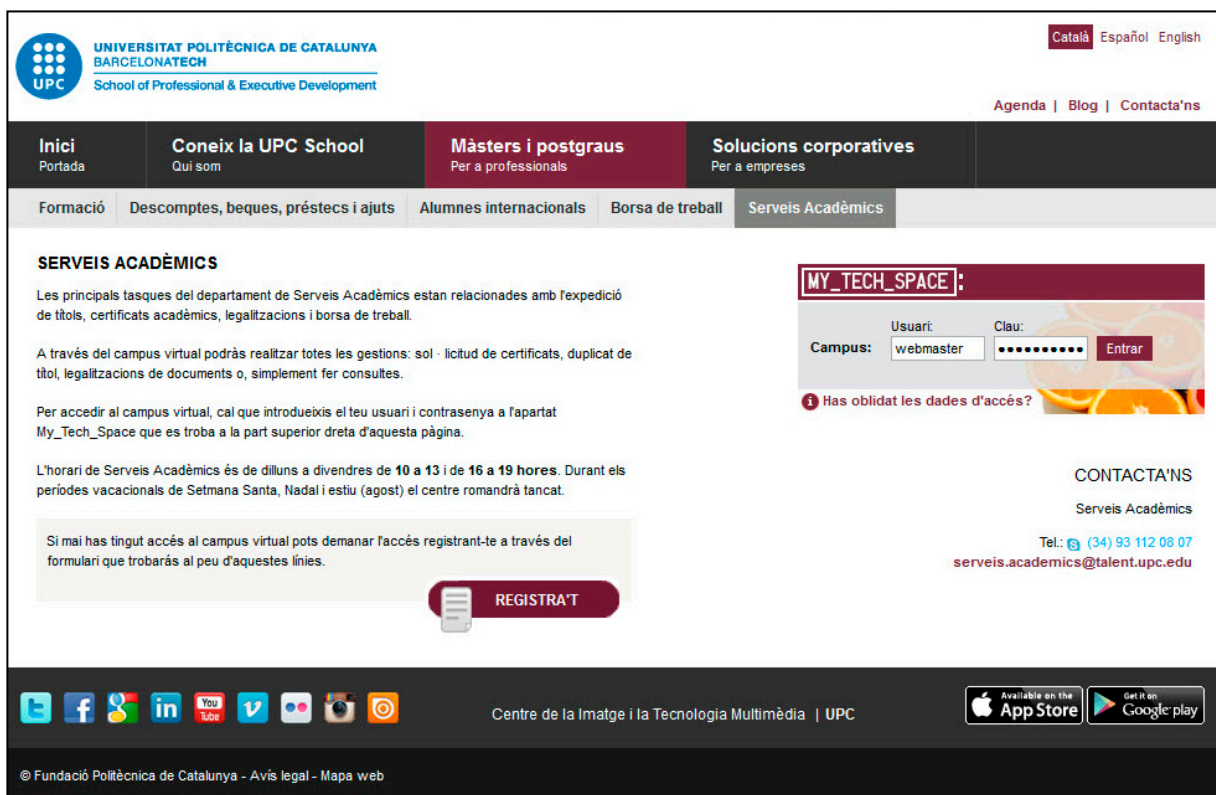 UNIVERSITAT POLITÈCNICA DE CATALUNYA
BARCELONATECH
School of Professional & Executive Development
UPC
Català Español English
Agenda | Blog | Contacta'ns
Inici
Portada
Coneix la UPC School
Qui som
Màsters i postgraus
Per a professionals
Solucions corporatives
Per a empreses
Formació Descomptes, beques, préstecs i ajuts Alumnes internacionals Borsa de treball Serveis Acadèmics
SERVEIS ACADÈMICS
Les principals tasques del departament de Serveis Acadèmics estan relacionades amb l'expedició
de títols, certificats acadèmics, legalitzacions i borsa de treball.
A través del campus virtual podràs realitzar totes les gestions: sol · licitud de certificats, duplicat de
títol, legalitzacions de documents o, simplement fer consultes.
Per accedir al campus virtual, cal que introdueixis el teu usuari i contrasenya a l'apartat
My_Tech_Space que es troba a la part superior dreta d'aquesta pàgina.
L'horari de Serveis Acadèmics és de dilluns a divendres de 10 a 13 i de 16 a 19 hores. Durant els
períodes vacacionals de Setmana Santa, Nadal i estiu (agost) el centre romandrà tancat.
Si mai has tingut accés al campus virtual pots demanar l'accés registrant-te a través del
formulari que trobarás al peu d'aquestes línies.
REGISTRA'T
MY_TECH_SPACE:
Usuari: Clau:
Campus: webmaster •••••••••• Entrar
Has oblidat les dades d'accés?
CONTACTA'NS
Serveis Acadèmics
Tel.: (34) 93 112 08 07
serveis.academics@talent.upc.edu
You
Tube
Centre de la Imatge i la Tecnologia Multimèdia | UPC
Available on the
App Store
Get it on
Google play
© Fundació Politècnica de Catalunya - Avís legal - Mapa web